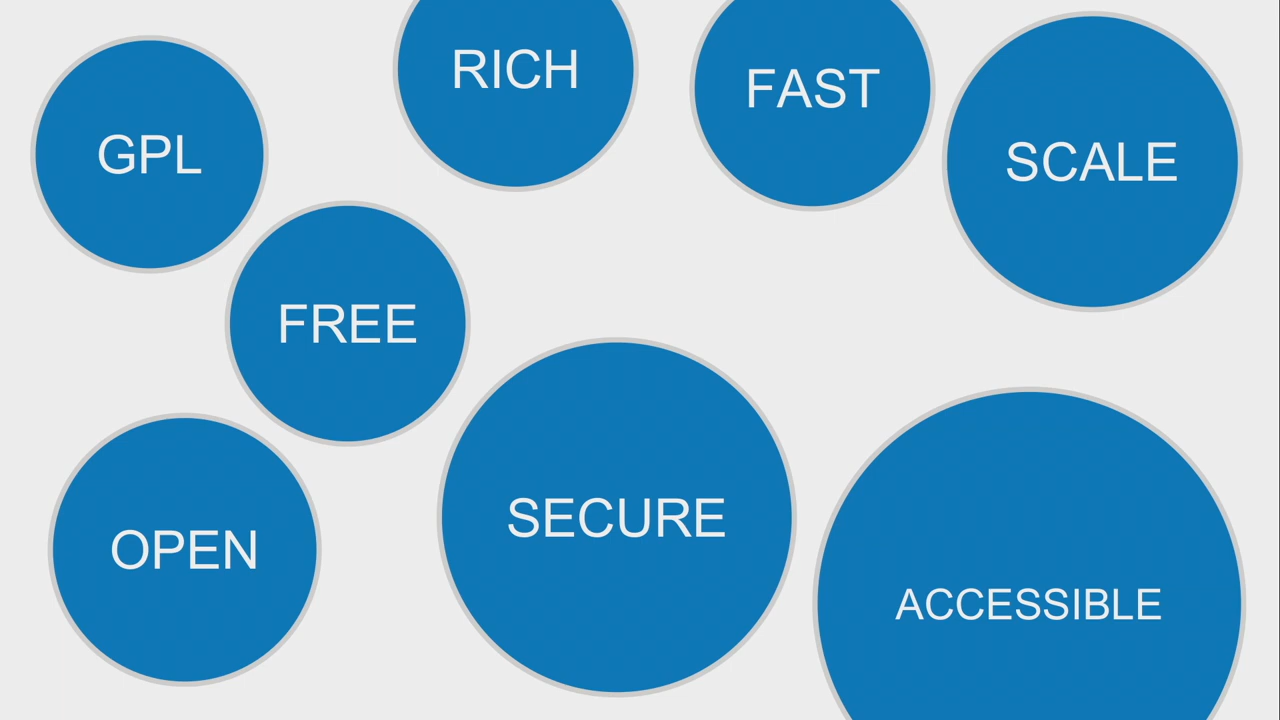 RICH
FAST
GPL
SCALE
FREE
SECURE
OPEN
ACCESSIBLE